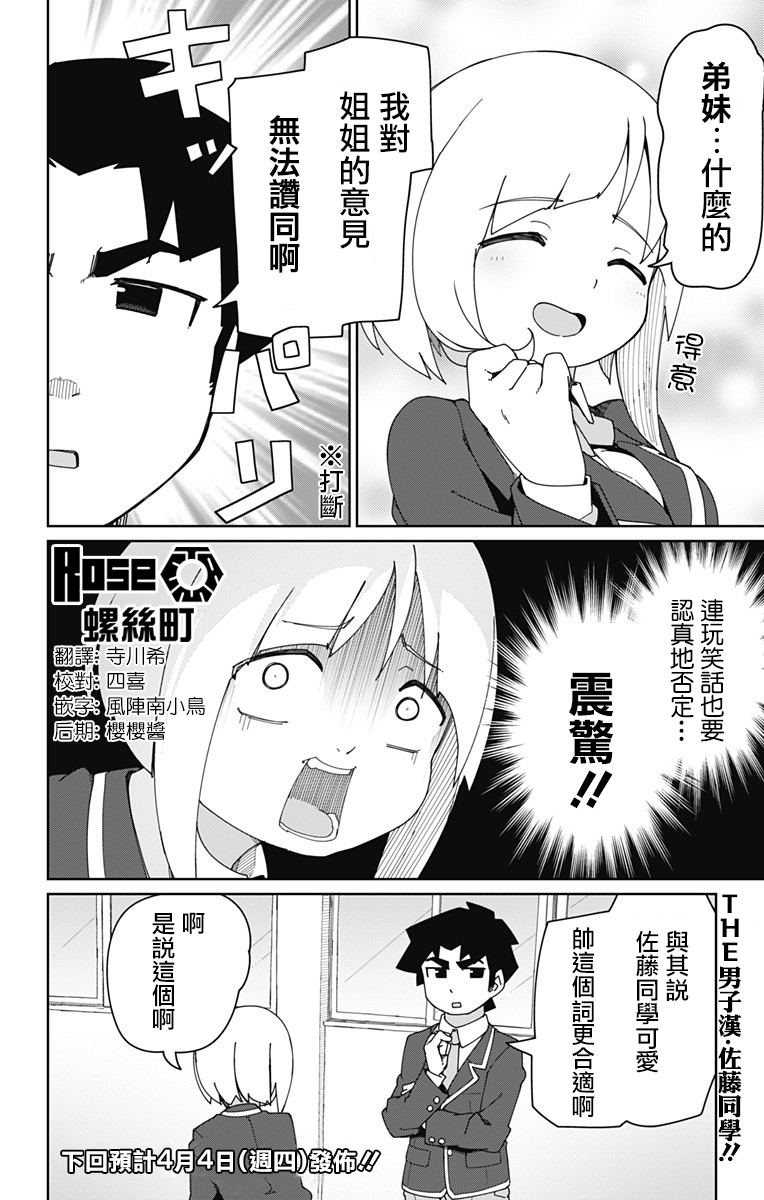 弟妹…什麼的
得意
我對
姐姐的意見
無法讚同啊
キッパリ
※打斷
連玩笑話也要
認真地否定…
震驚!!
Rose
螺絲町
翻譯: 寺川希
校對: 四喜
嵌字: 風陣南小鳥
后期: 櫻櫻醬
與其説
佐藤同學可愛
帥這個詞更合適啊
啊
是説這個啊
THE男子漢·佐藤同學!!
下回預計4月4日(週四)發佈!!